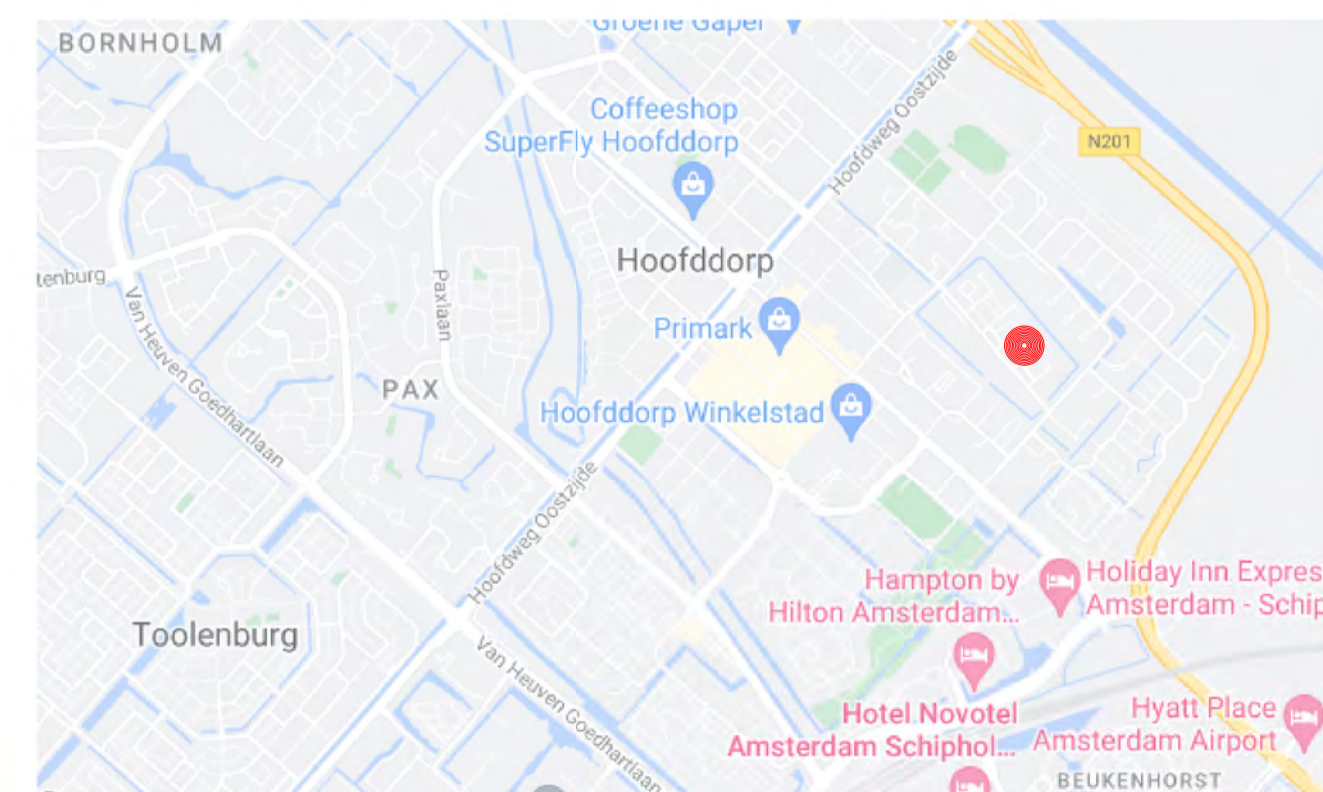 Groene Gapel
BORNHOLM
Coffeeshop
SuperFly Hoofddorp
Hoofdweg Oostzijde
N201
Hoofddorp
tenburg
Paxlaan
Primark
Van Heuven Goedhartlaan
PAX
Hoofddorp Winkelstad
Hoofdweg Oostzijde
Hampton by
Hilton Amsterdam...
Holiday Inn Expres
Amsterdam - Schip
Toolenburg
Van Heuven Goedhartlaan
Hotel Novotel
Amsterdam Schiphol...
Hyatt Place
Amsterdam Airport
BEUKENHORST